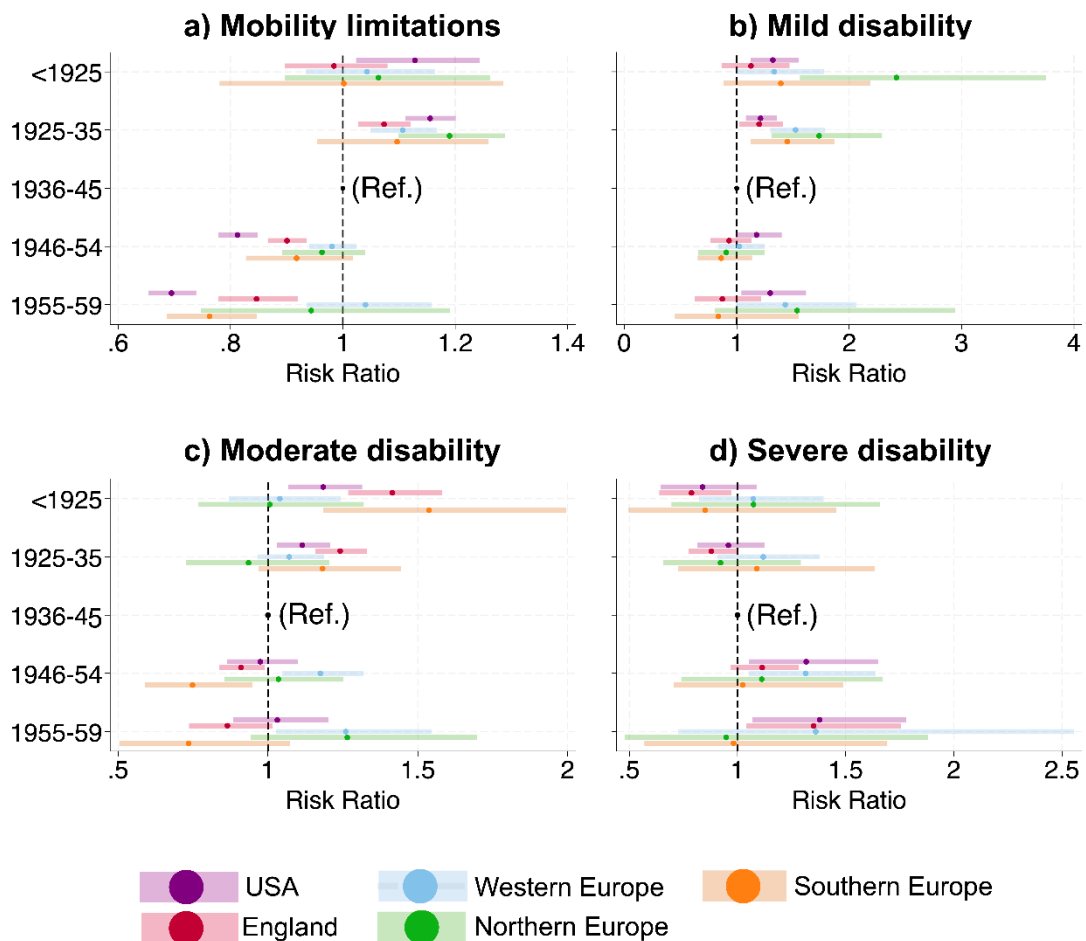 a) Mobility limitations
<1925
1925-35
1936-45
(Ref.)
1946-54
1955-59
.6 .8 1 1.2 1.4
Risk Ratio
b) Mild disability
(Ref.)
0 1 2 3 4
Risk Ratio
c) Moderate disability
<1925
1925-35
1936-45
(Ref.)
1946-54
1955-59
.5 1 1.5 2
Risk Ratio
d) Severe disability
(Ref.)
.5 1 1.5 2 2.5
Risk Ratio
USA
Western Europe
Southern Europe
England
Northern Europe